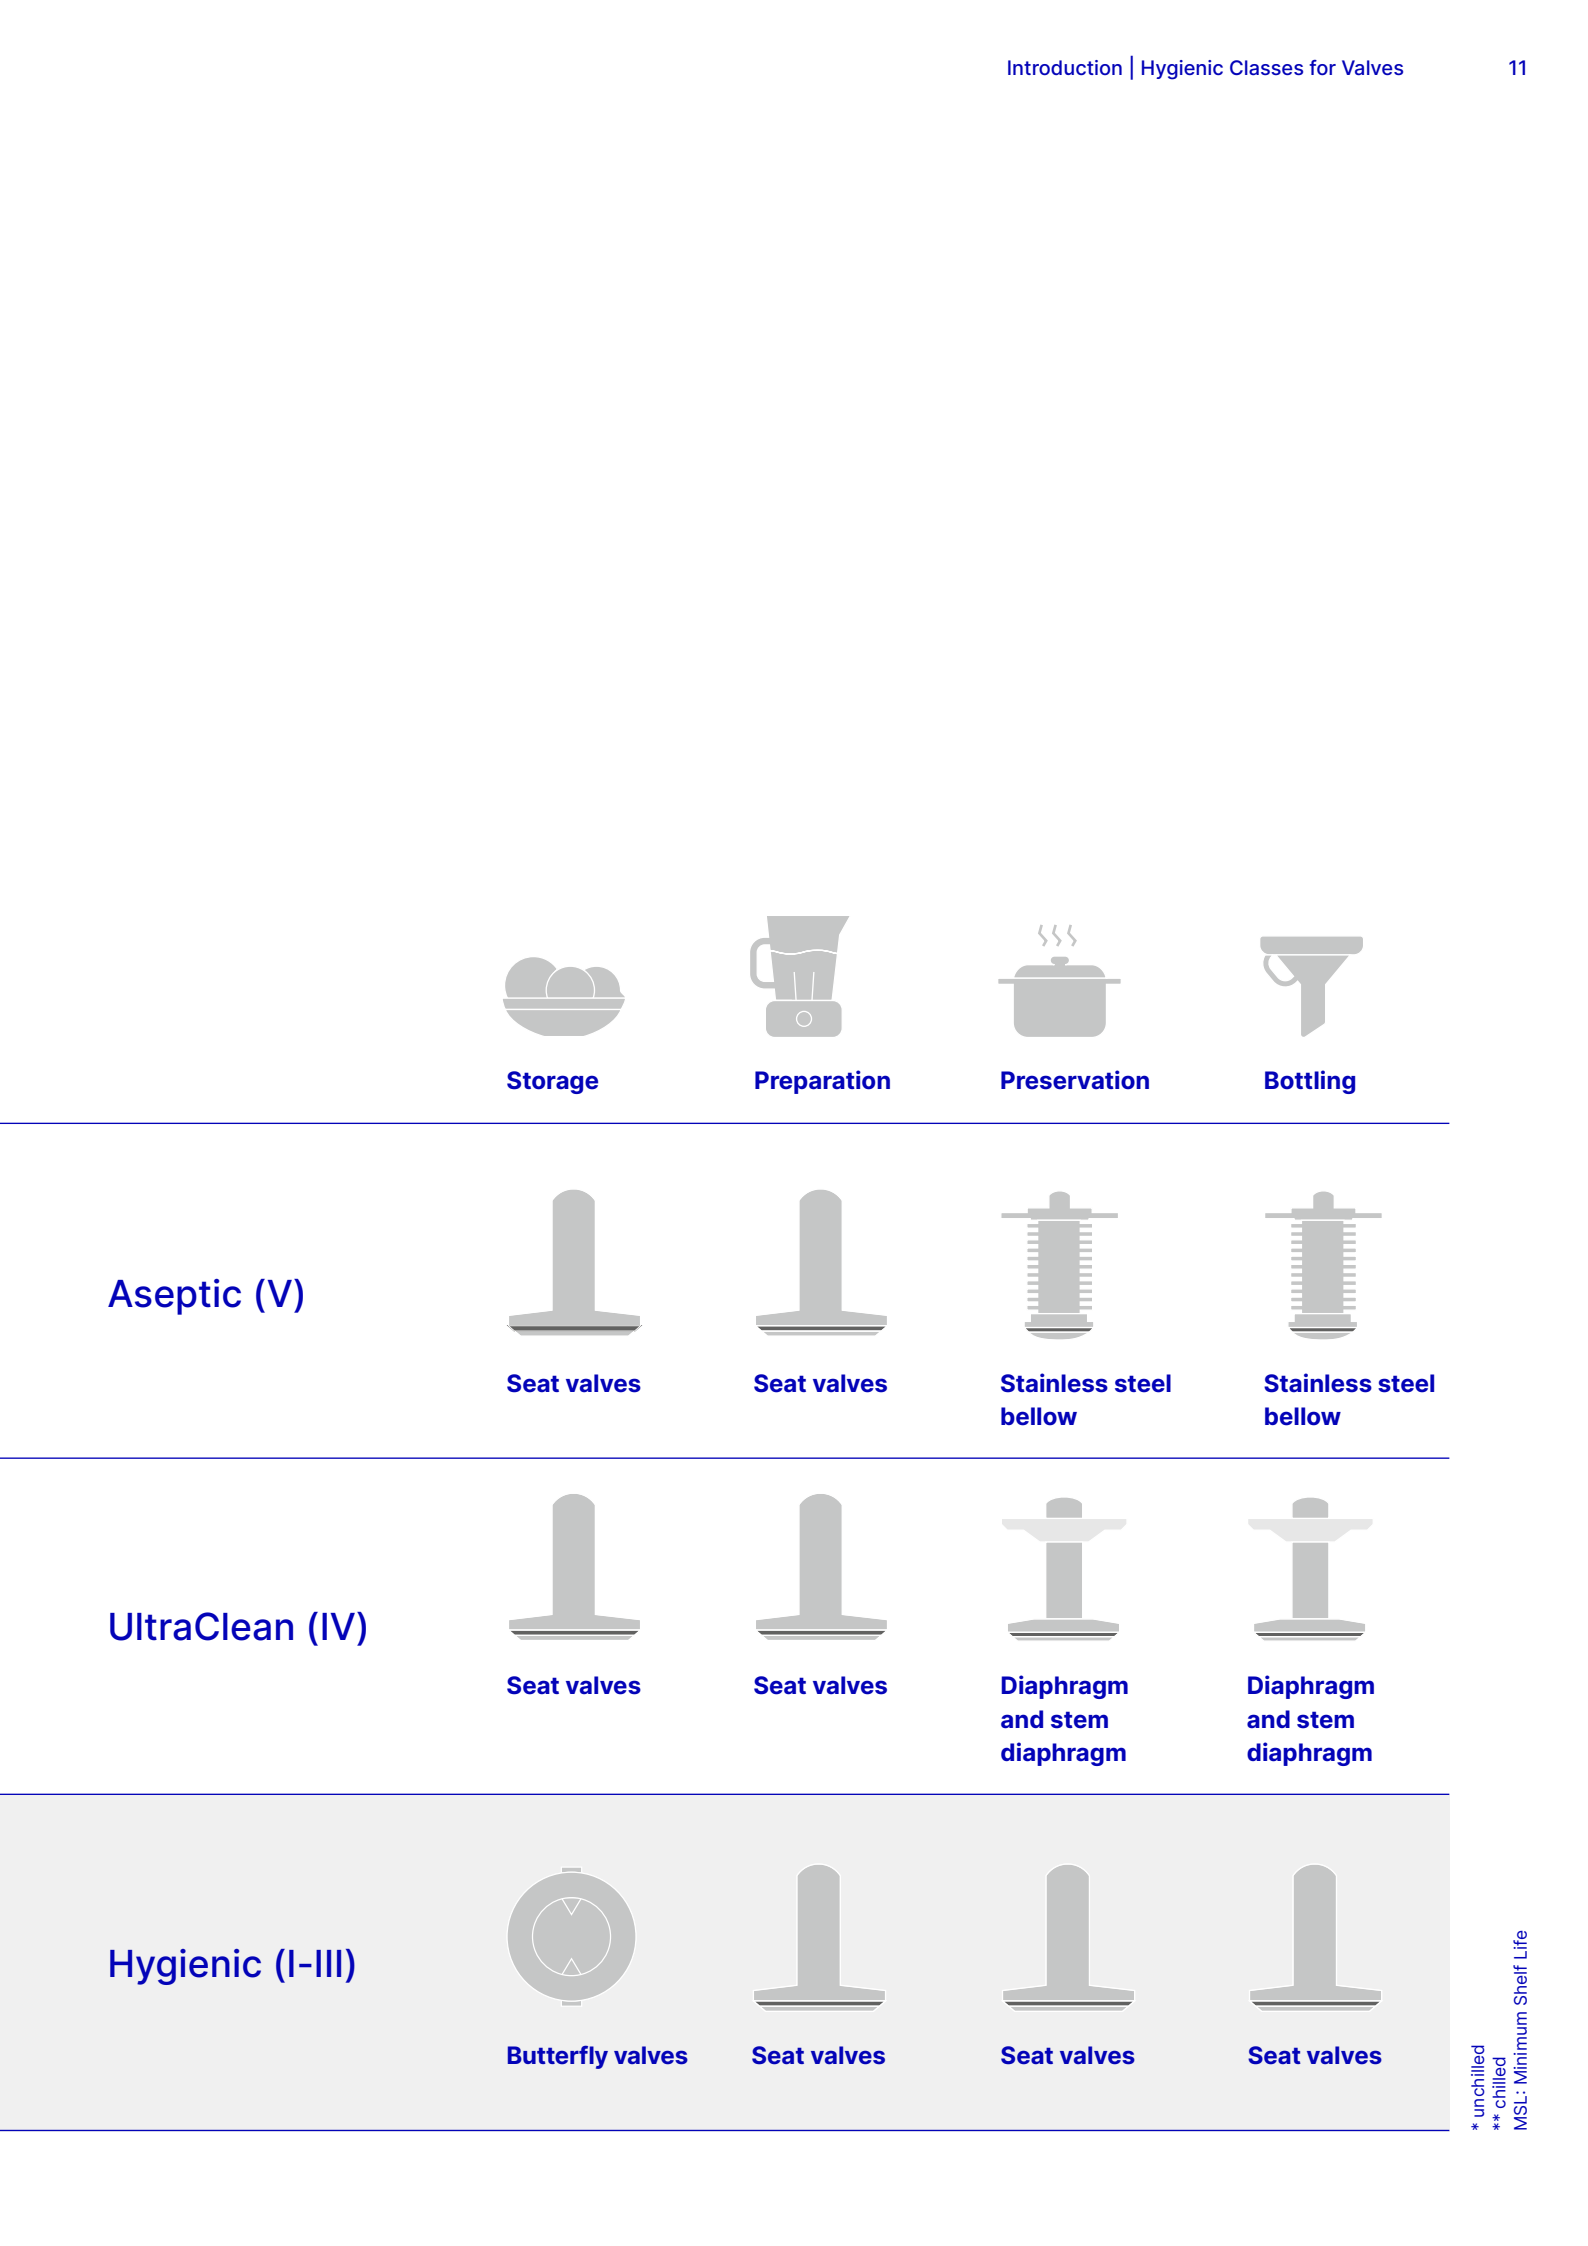 Introduction | Hygienic Classes for Valves 11
Storage Preparation Preservation Bottling
Aseptic (V)
Seat valves Seat valves Stainless steel Stainless steel
bellow bellow
UltraClean (IV)
Seat valves Seat valves Diaphragm Diaphragm
and stem and stem
diaphragm diaphragm
Hygienic (I-III)
Butterfly valves Seat valves Seat valves Seat valves
* unchilled
** chilled
MSL: Minimum Shelf Life